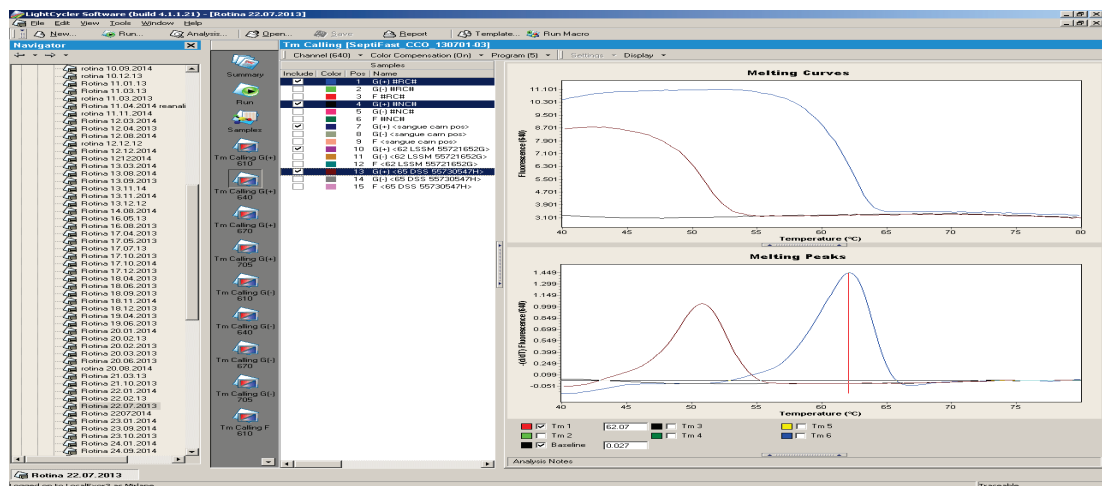 LightCycler Software (build 4.1.1.21) - [Rotina 22.07.2013]
File Edit View Tools Window Help
New... Run... Analysis... Open... Save Report Template... Run Macro
Navigator
rotina 10.09.2014
rotina 10.12.13
Rotina 11.01.13
Rotina 11.03.13
rotina 11.03.2013
Rotina 11.04.2014 reanali
rotina 11.11.2014
Rotina 12.03.2014
Rotina 12.04.2013
Rotina 12.08.2014
rotina 12.12.12
Rotina 12.12.2014
Rotina 12122014
Rotina 13.03.2014
Rotina 13.08.2014
Rotina 13.09.2013
Rotina 13.11.14
Rotina 13.11.2014
Rotina 13.12.12
Rotina 14.08.2014
Rotina 16.05.13
Rotina 16.08.2013
Rotina 17.04.2013
Rotina 17.05.2013
Rotina 17.07.13
Rotina 17.10.2013
Rotina 17.10.2014
Rotina 17.12.2013
Rotina 18.04.2013
Rotina 18.06.2013
Rotina 18.09.2013
Rotina 18.11.2014
Rotina 18.12.2013
Rotina 19.04.2013
Rotina 19.06.2013
Rotina 20.01.2014
Rotina 20.02.13
Rotina 20.02.2013
Rotina 20.03.2013
Rotina 20.06.2013
rotina 20.08.2014
Rotina 21.03.13
Rotina 21.10.2013
Rotina 22.01.2014
Rotina 22.02.13
Rotina 22.07.2013
Rotina 22072014
Rotina 23.01.2014
Rotina 23.09.2014
Rotina 23.10.2013
Rotina 24.01.2014
Rotina 24.09.2014
Summary
Run
Samples
Tm Calling G(+)
610
Tm Calling G(+)
640
Tm Calling G(+)
670
Tm Calling G(+)
705
Tm Calling G(-)
610
Tm Calling G(-)
640
Tm Calling G(-)
670
Tm Calling G(-)
705
Tm Calling F
610
Tm Calling [SeptiFast_CCO_130701-03]
Channel (640) Color Compensation (On) Program (5) Settings Display
Samples
Include Color Pos Name
1 G(+) #RC#
2 G(-) #RC#
3 F #RC#
4 G(+) #NC#
5 G(-) #NC#
6 F #NC#
7 G(+) <sangue carn pos>
8 G(-) <sangue carn pos>
9 F <sangue carn pos>
10 G(+) <62 LSSM 55721652G>
11 G(-) <62 LSSM 55721652G>
12 F <62 LSSM 55721652G>
13 G(+) <65 DSS 55730547H>
14 G(-) <65 DSS 55730547H>
15 F <65 DSS 55730547H>
Melting Curves
Fluorescence (640)
11.101
10.301
9.501
8.701
7.901
7.101
6.301
5.501
4.701
3.901
3.101
40 45 50 55 60 65 70 75 80
Temperature (°C)
Melting Peaks
-(d/dT) Fluorescence (640)
1.449
1.299
1.149
0.999
0.849
0.699
0.549
0.399
0.249
0.099
-0.051
40 45 50 55 60 65 70 75
Temperature (°C)
Tm 1 62.07 Tm 3 Tm 5
Tm 2 Tm 4 Tm 6
Baseline 0.027
Analysis Notes
Rotina 22.07.2013